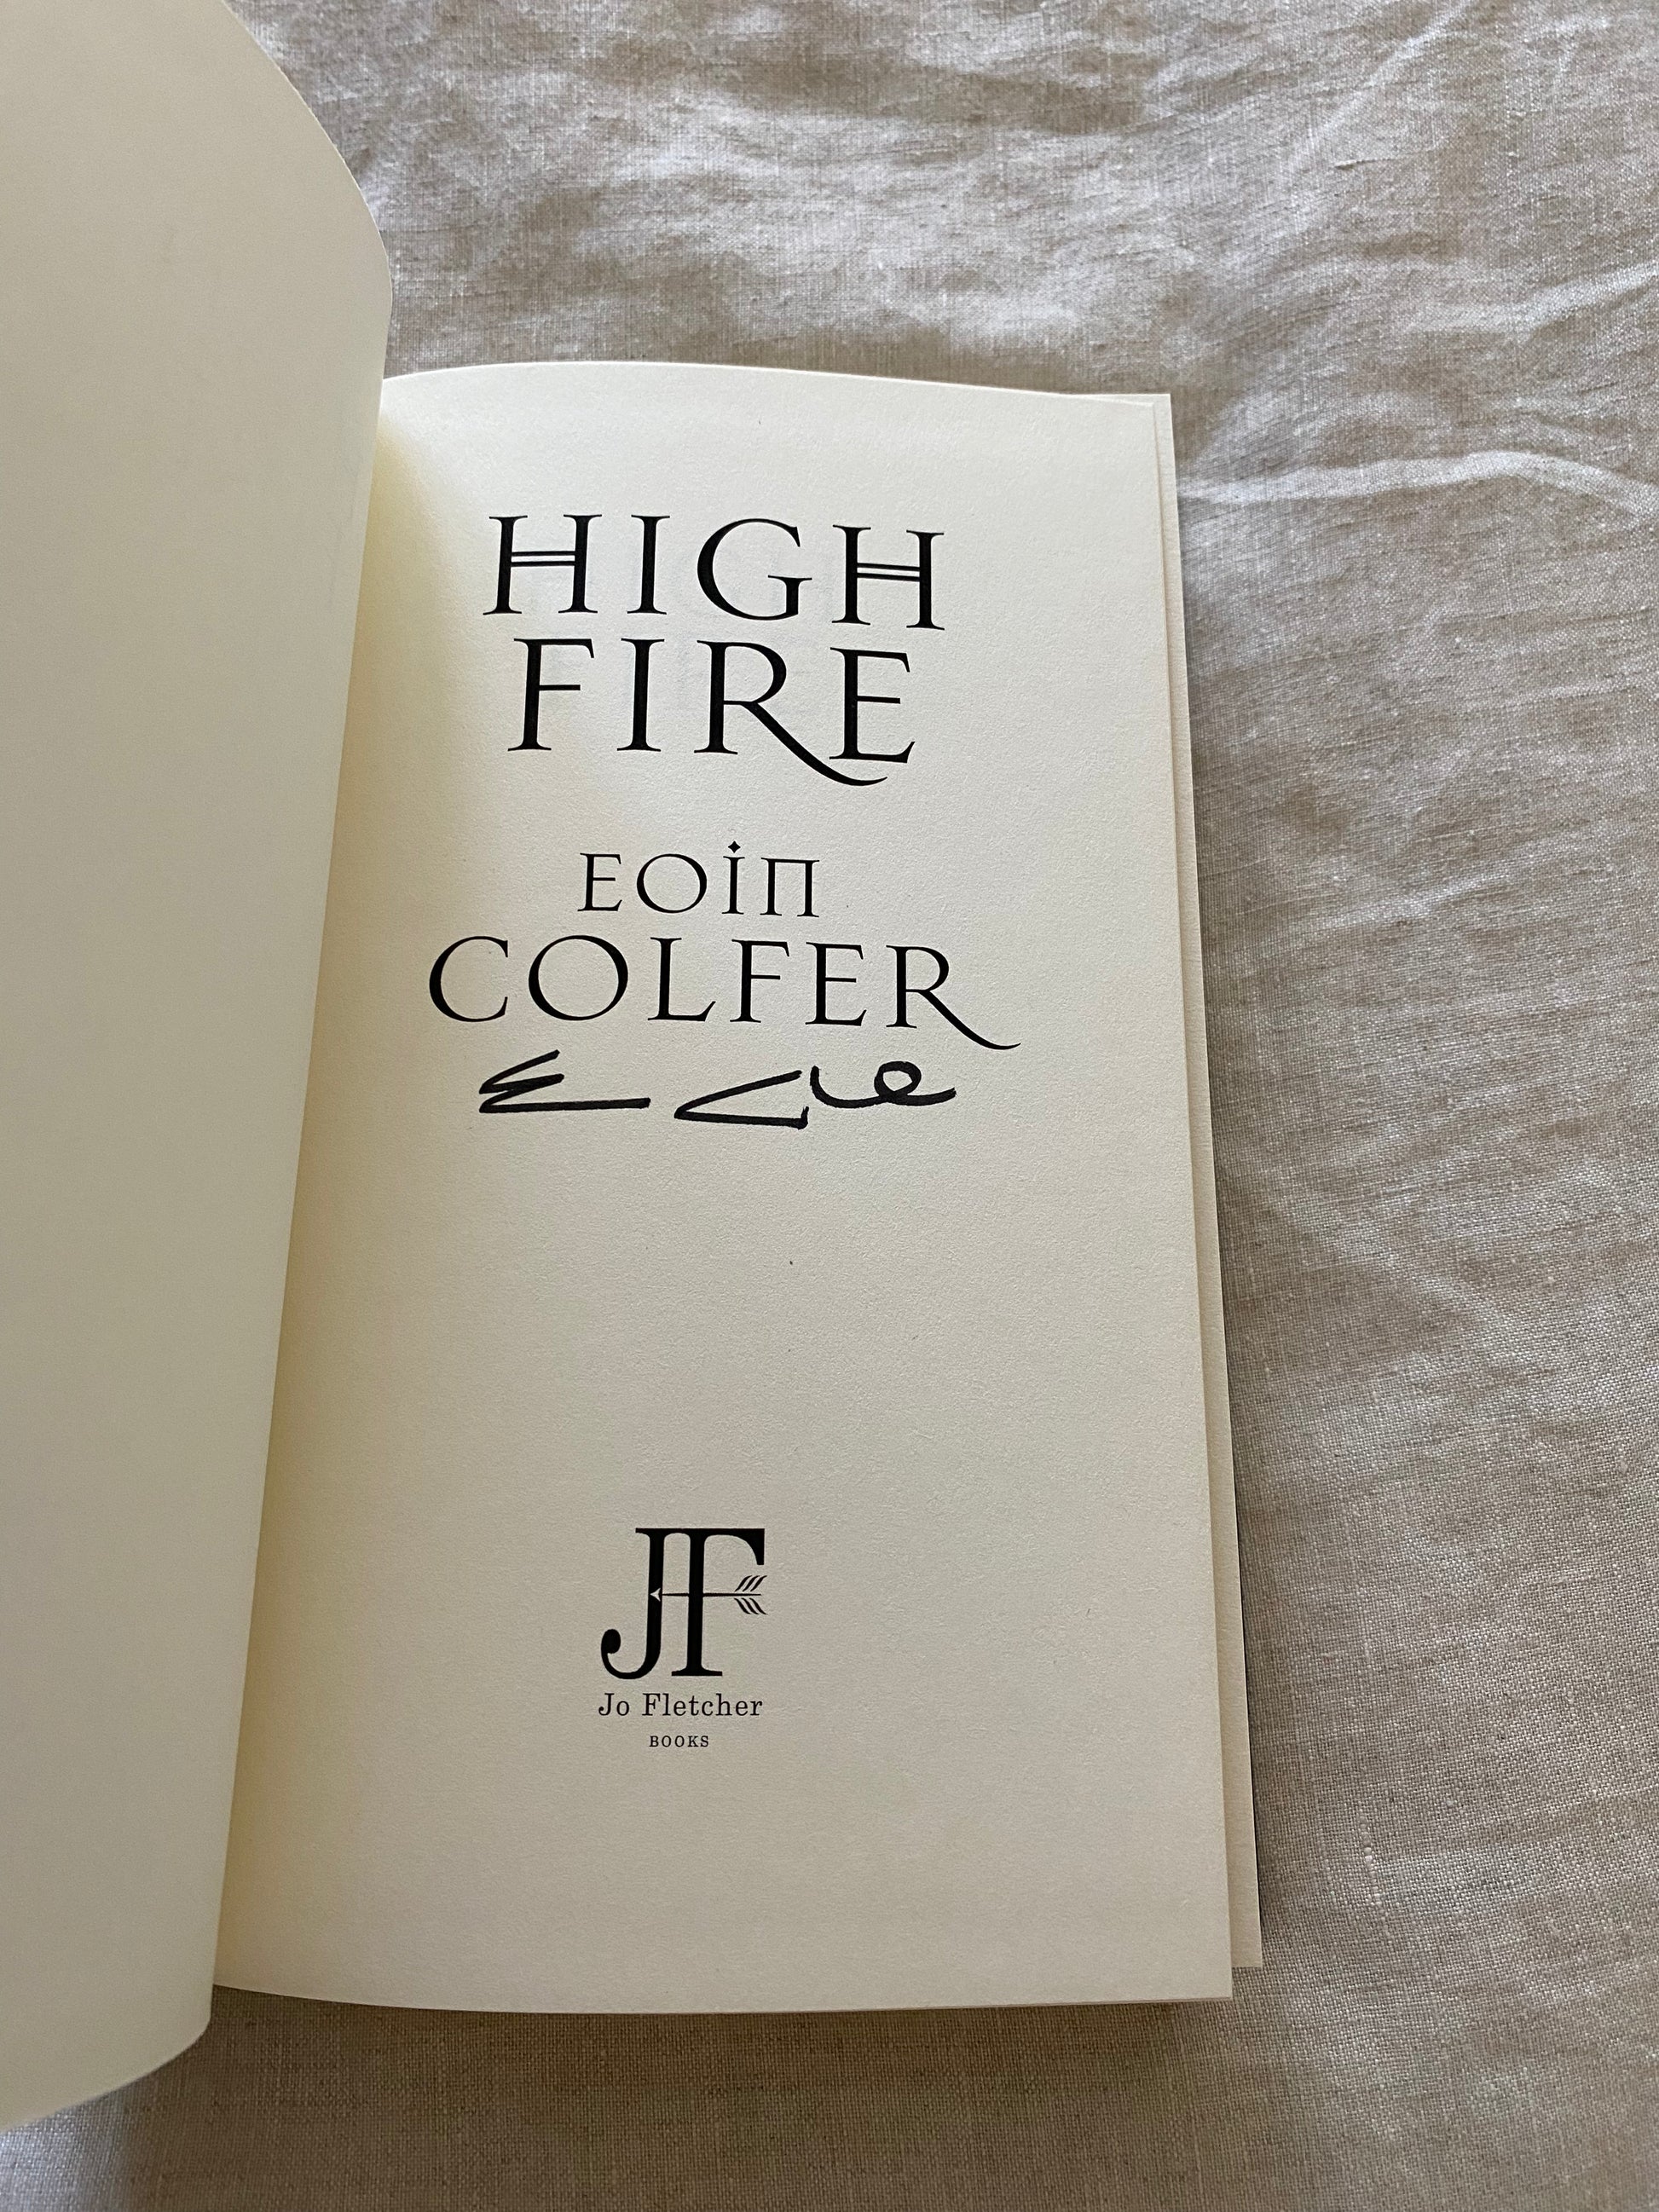 HIGH
FIRE
EOIN
COLFER
JF
Jo Fletcher
BOOKS